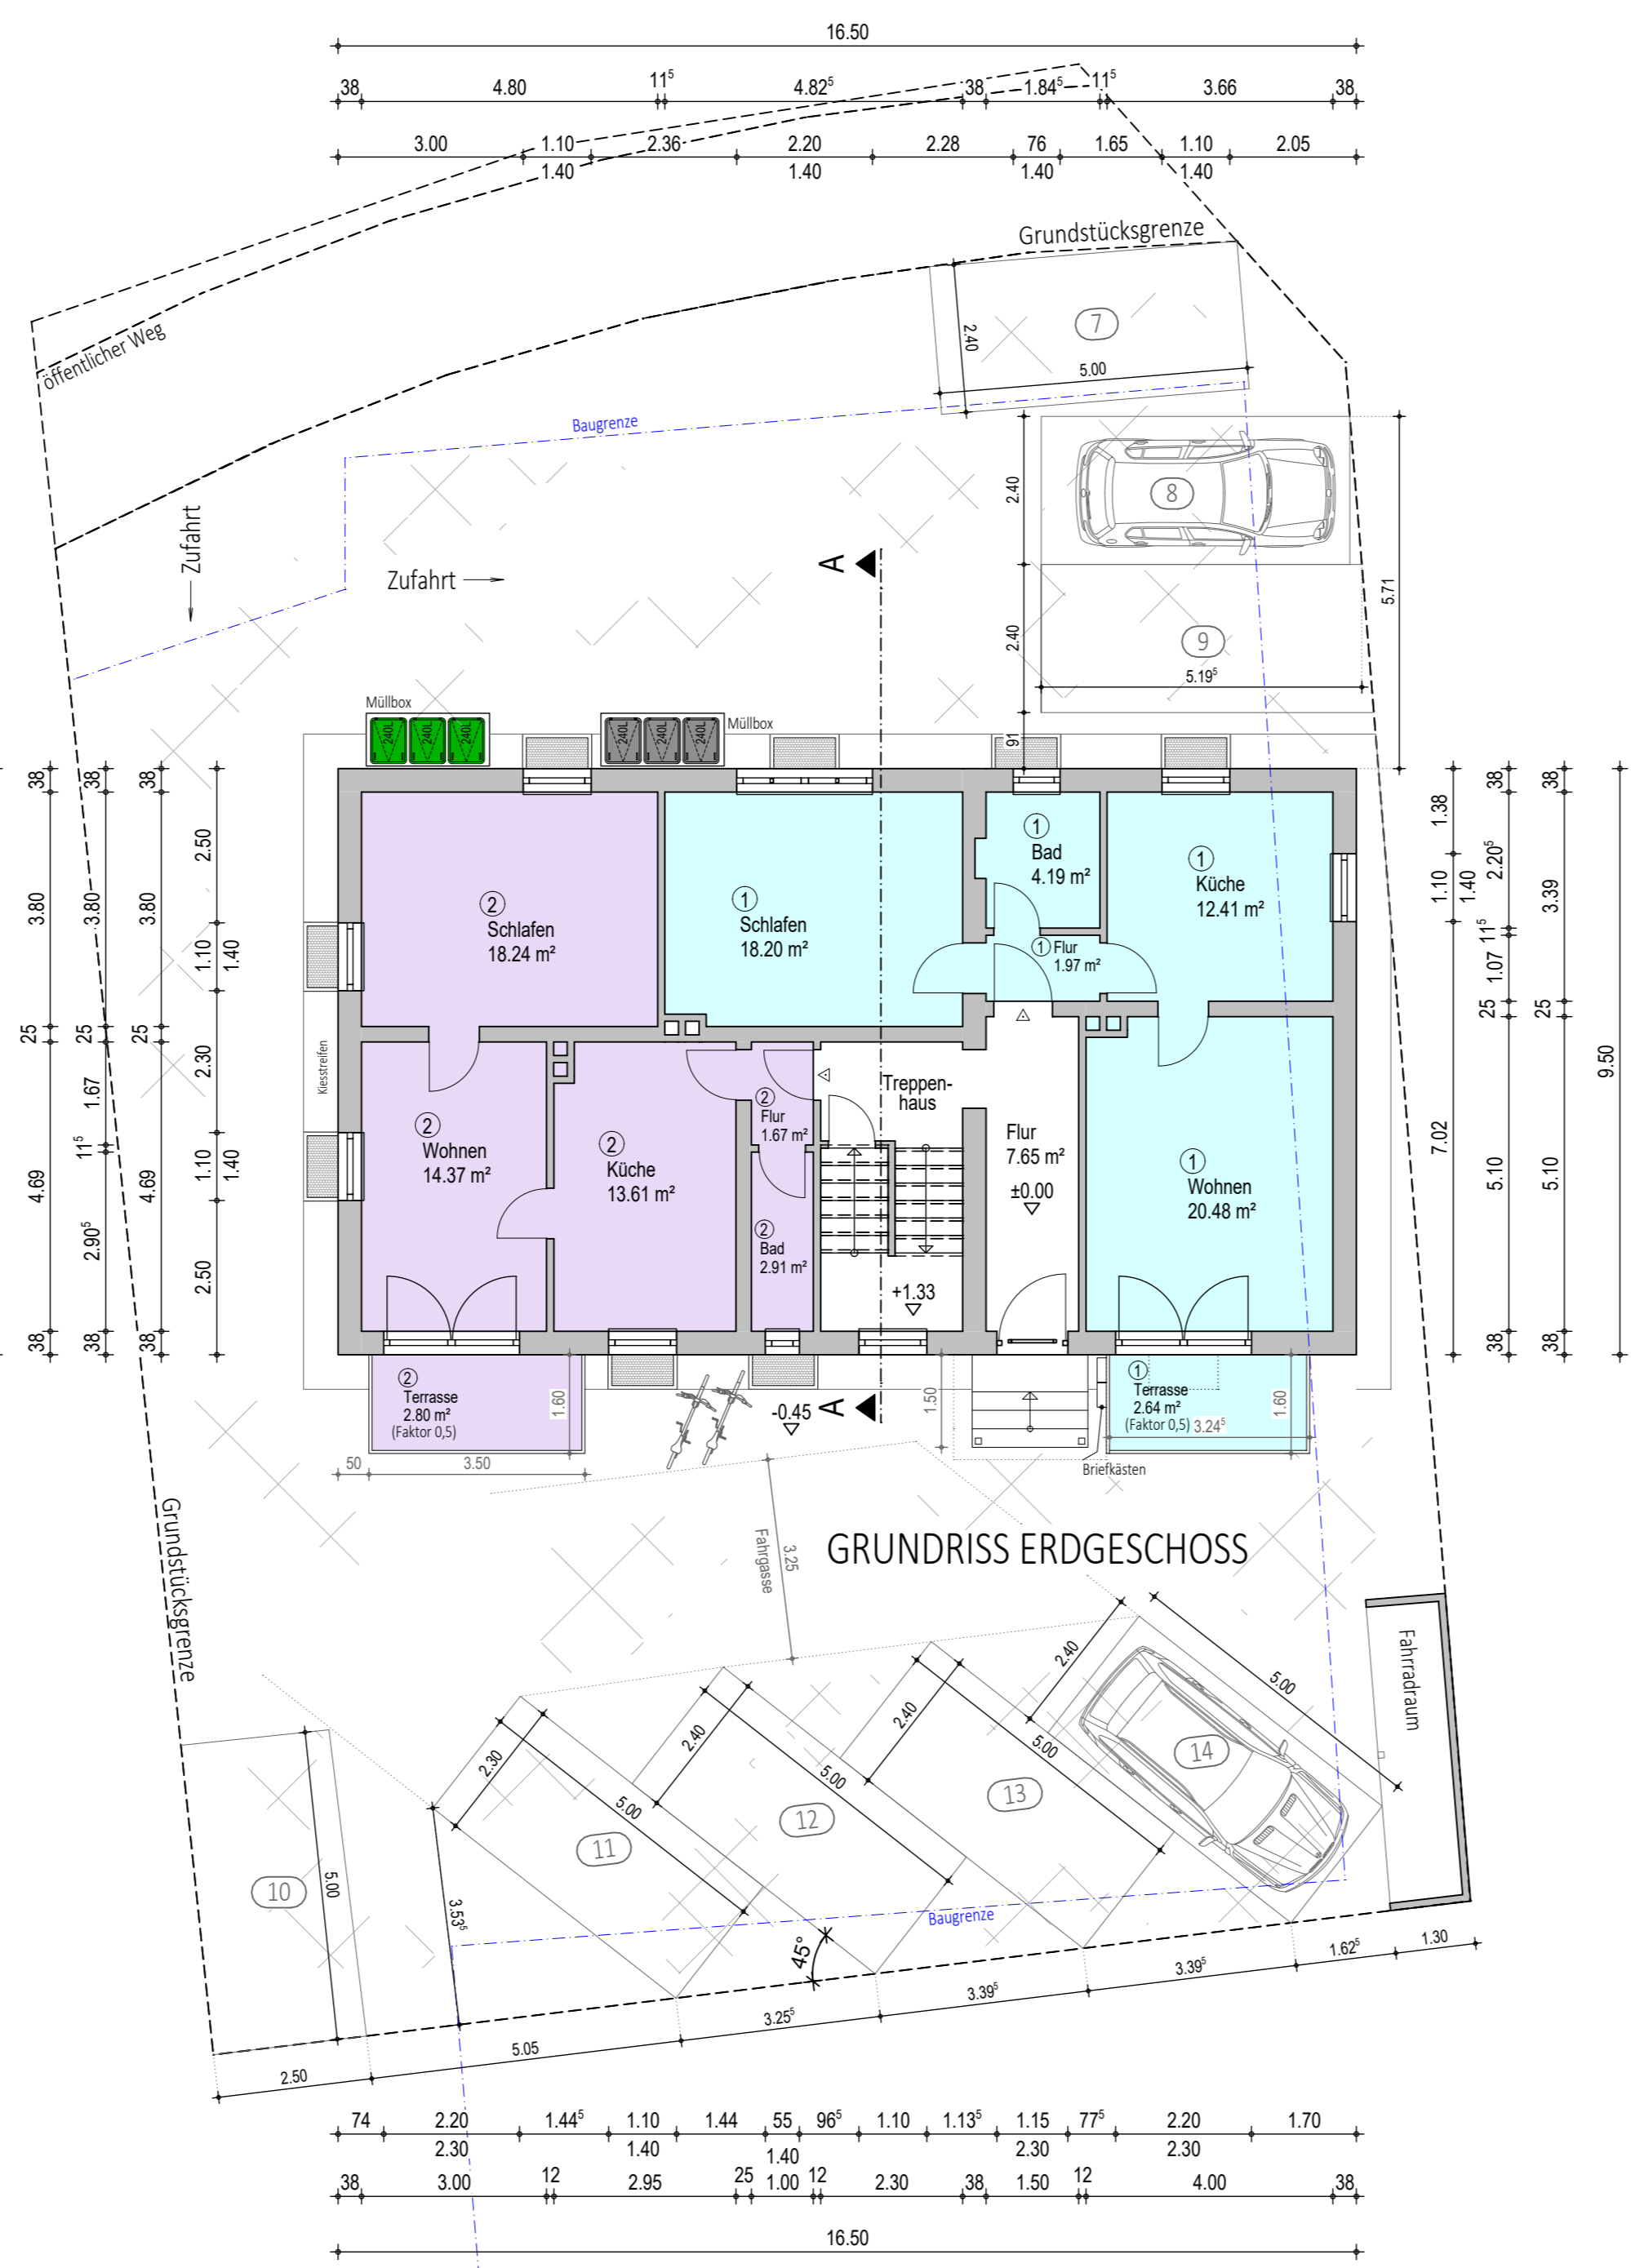 16.50
38 4.80 11⁵ 4.82⁵ 38 1.84⁵ 11⁵ 3.66 38
3.00 1.10 2.36 2.20 2.28 76 1.65 1.10 2.05
1.40 1.40 1.40 1.40
Grundstücksgrenze
öffentlicher Weg
7
2.40
5.00
Baugrenze
Zufahrt
Zufahrt
A
8
2.40
5.71
9
2.40
5.19⁵
91
Müllbox
240L 240L 240L
240L 240L 240L
Müllbox
38 3.80 25 4.69 38
38 3.80 25 1.67 11⁵ 2.90⁵ 38
38 3.80 25 4.69 38
2.50 1.10 2.30 1.10 2.50
1.40 1.40
Kiesstreifen
2
Schlafen
18.24 m²
1
Schlafen
18.20 m²
1
Bad
4.19 m²
1
Küche
12.41 m²
1 Flur
1.97 m²
2
Wohnen
14.37 m²
2
Küche
13.61 m²
2
Flur
1.67 m²
2
Bad
2.91 m²
Treppen-
haus
+1.33
Flur
7.65 m²
±0.00
1
Wohnen
20.48 m²
1.38 1.10 7.02
1.40
38 2.20⁵ 11⁵ 1.07 25 5.10 38
38 3.39 25 5.10 38
9.50
2
Terrasse
2.80 m²
(Faktor 0,5)
1.60
50 3.50
-0.45
A
1.50
1
Terrasse
2.64 m²
(Faktor 0,5) 3.24⁵
1.60
Briefkästen
3.25
Fahrgasse
GRUNDRISS ERDGESCHOSS
Grundstücksgrenze
Fahrradraum
10
5.00
3.53⁵
2.30
5.00
11
2.40
5.00
12
2.40
5.00
13
2.40
5.00
14
Baugrenze
45°
2.50 5.05 3.25⁵ 3.39⁵ 3.39⁵ 1.62⁵ 1.30
74 2.20 1.44⁵ 1.10 1.44 55 96⁵ 1.10 1.13⁵ 1.15 77⁵ 2.20 1.70
2.30 1.40 1.40 2.30 2.30
38 3.00 12 2.95 25 1.00 12 2.30 38 1.50 12 4.00 38
16.50